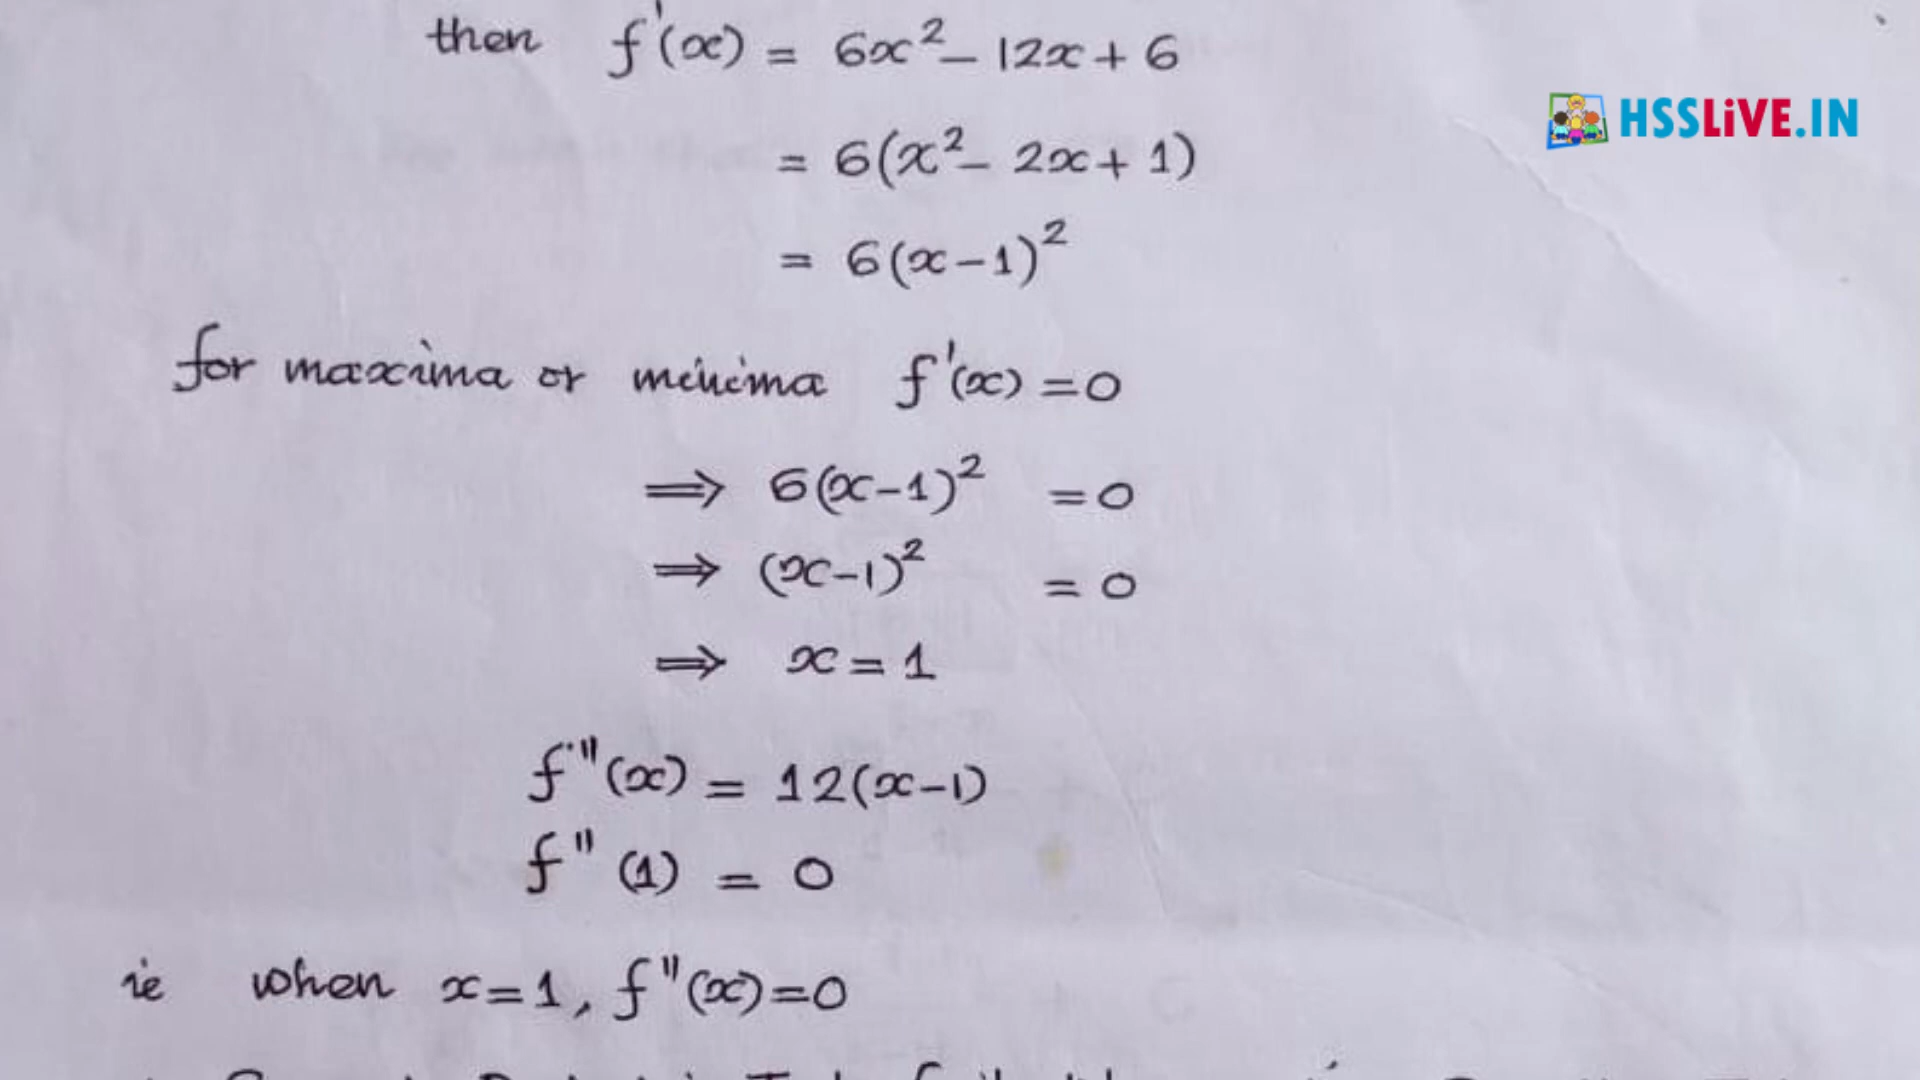 then f'(x) = 6x² - 12x + 6
HSSLiVE.IN
= 6(x² - 2x + 1)
= 6(x-1)²
for maxima or minima f'(x) = 0
⟹ 6(x-1)² = 0
⟹ (x-1)² = 0
⟹ x = 1
f''(x) = 12(x-1)
f''(1) = 0
ie when x=1, f''(x)=0